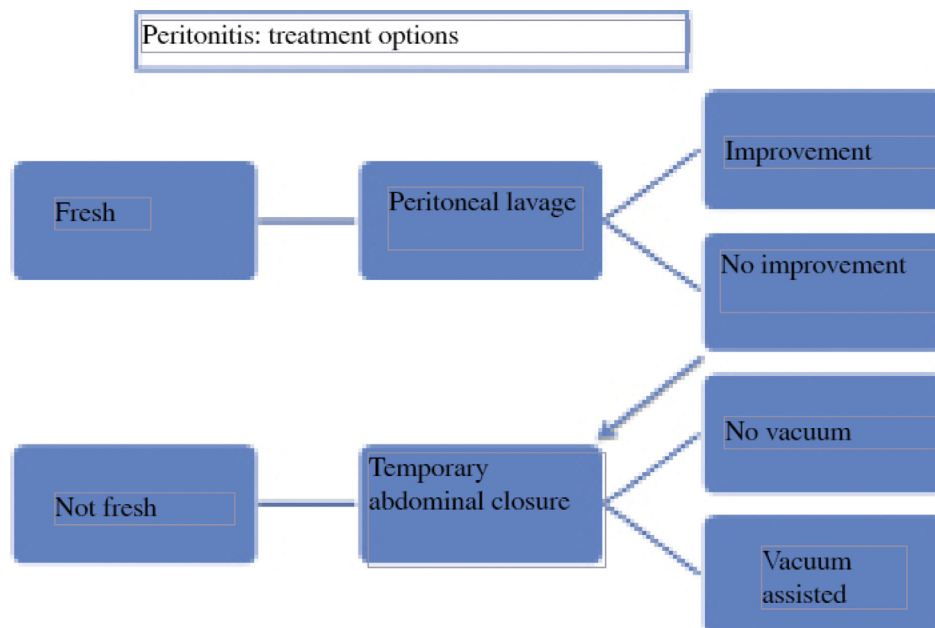 Peritonitis: treatment options
Fresh
Peritoneal lavage
Improvement
No improvement
Not fresh
Temporary
abdominal closure
No vacuum
Vacuum
assisted